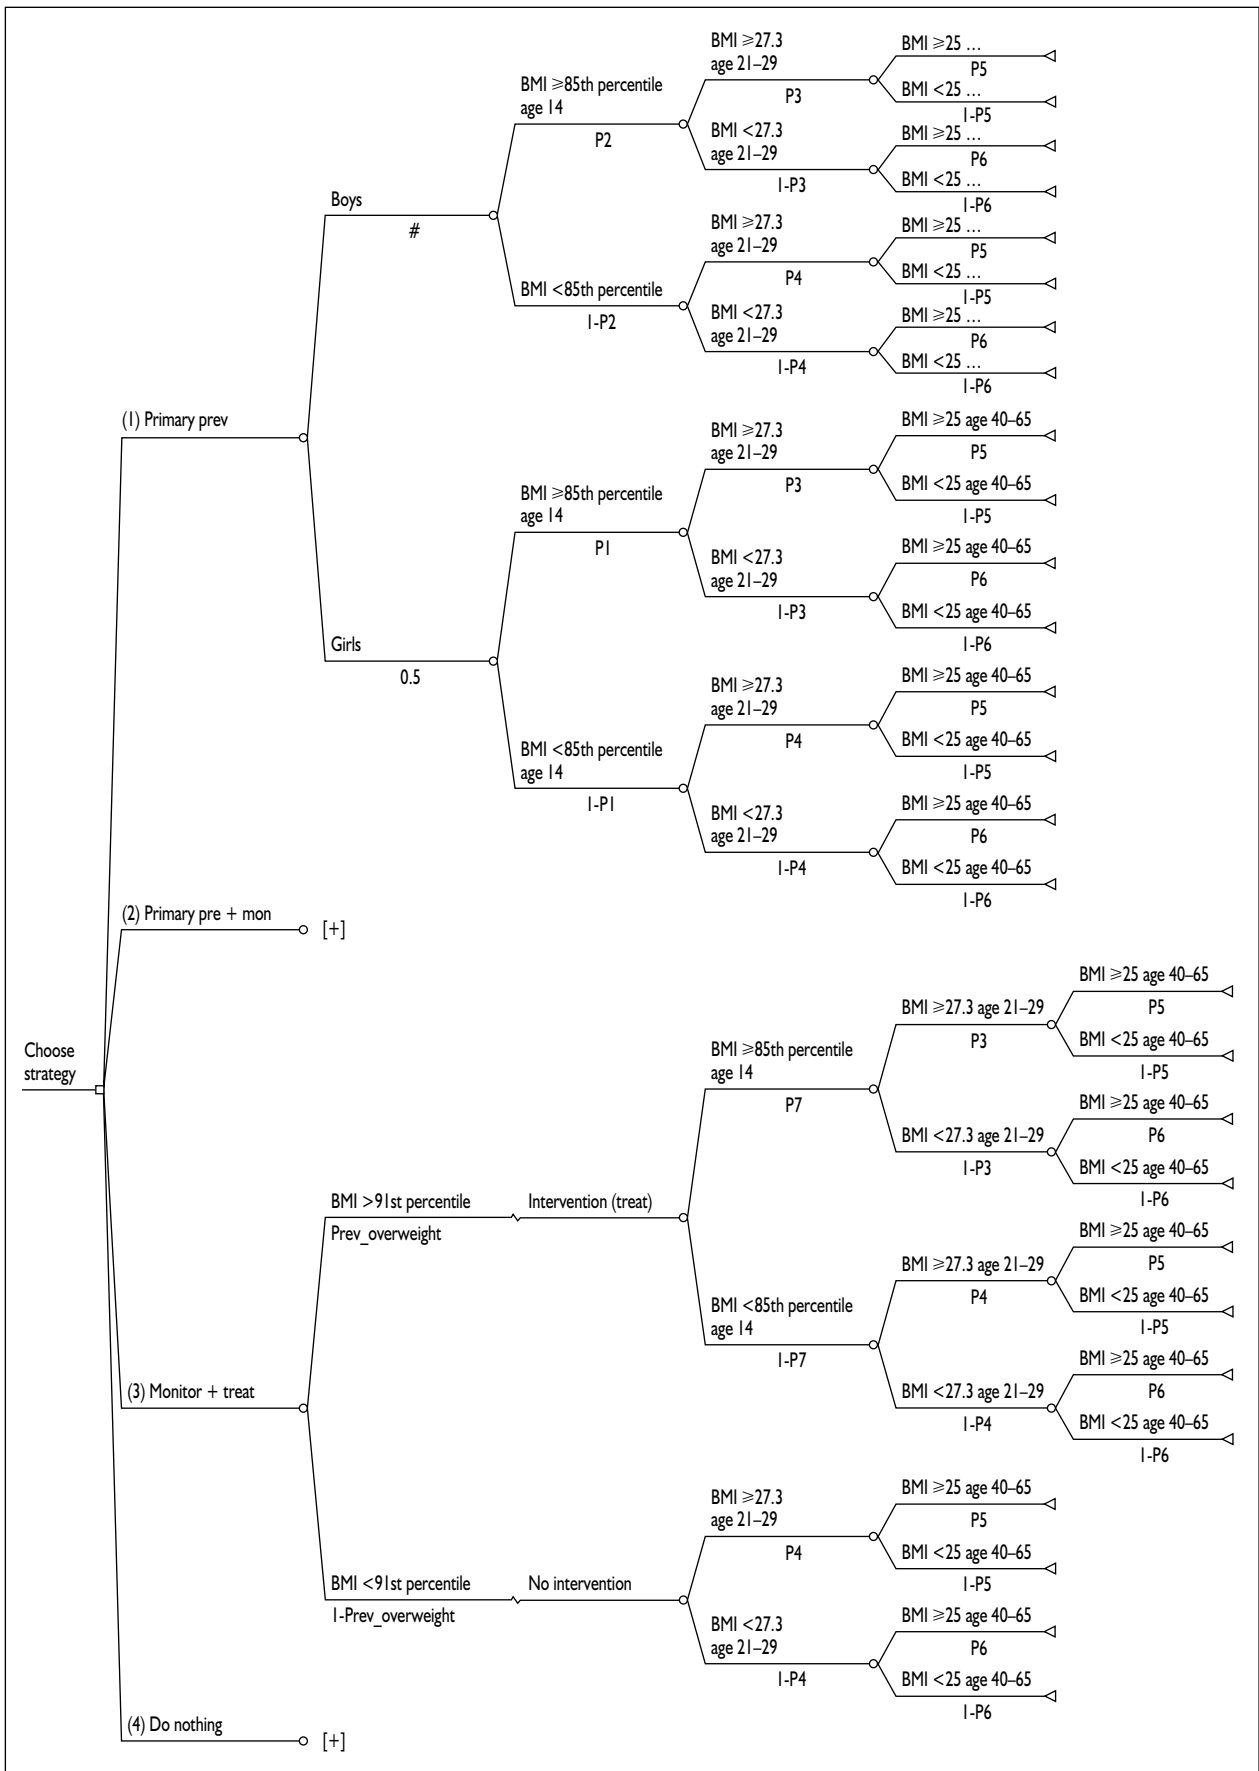 Choose
strategy
(1) Primary prev
Boys
#
BMI ⩾85th percentile
age 14
P2
BMI ⩾27.3
age 21–29
P3
BMI ⩾25 ...
P5
BMI <25 ...
1-P5
BMI <27.3
age 21–29
1-P3
BMI ⩾25 ...
P6
BMI <25 ...
1-P6
BMI <85th percentile
1-P2
BMI ⩾27.3
age 21–29
P4
BMI ⩾25 ...
P5
BMI <25 ...
1-P5
BMI <27.3
age 21–29
1-P4
BMI ⩾25 ...
P6
BMI <25 ...
1-P6
Girls
0.5
BMI ⩾85th percentile
age 14
P1
BMI ⩾27.3
age 21–29
P3
BMI ⩾25 age 40–65
P5
BMI <25 age 40–65
1-P5
BMI <27.3
age 21–29
1-P3
BMI ⩾25 age 40–65
P6
BMI <25 age 40–65
1-P6
BMI <85th percentile
age 14
1-P1
BMI ⩾27.3
age 21–29
P4
BMI ⩾25 age 40–65
P5
BMI <25 age 40–65
1-P5
BMI <27.3
age 21–29
1-P4
BMI ⩾25 age 40–65
P6
BMI <25 age 40–65
1-P6
(2) Primary pre + mon
[+]
(3) Monitor + treat
BMI >91st percentile
Prev_overweight
Intervention (treat)
BMI ⩾85th percentile
age 14
P7
BMI ⩾27.3 age 21–29
P3
BMI ⩾25 age 40–65
P5
BMI <25 age 40–65
1-P5
BMI <27.3 age 21–29
1-P3
BMI ⩾25 age 40–65
P6
BMI <25 age 40–65
1-P6
BMI <85th percentile
age 14
1-P7
BMI ⩾27.3 age 21–29
P4
BMI ⩾25 age 40–65
P5
BMI <25 age 40–65
1-P5
BMI <27.3 age 21–29
1-P4
BMI ⩾25 age 40–65
P6
BMI <25 age 40–65
1-P6
BMI <91st percentile
1-Prev_overweight
No intervention
BMI ⩾27.3
age 21–29
P4
BMI ⩾25 age 40–65
P5
BMI <25 age 40–65
1-P5
BMI <27.3
age 21–29
1-P4
BMI ⩾25 age 40–65
P6
BMI <25 age 40–65
1-P6
(4) Do nothing
[+]